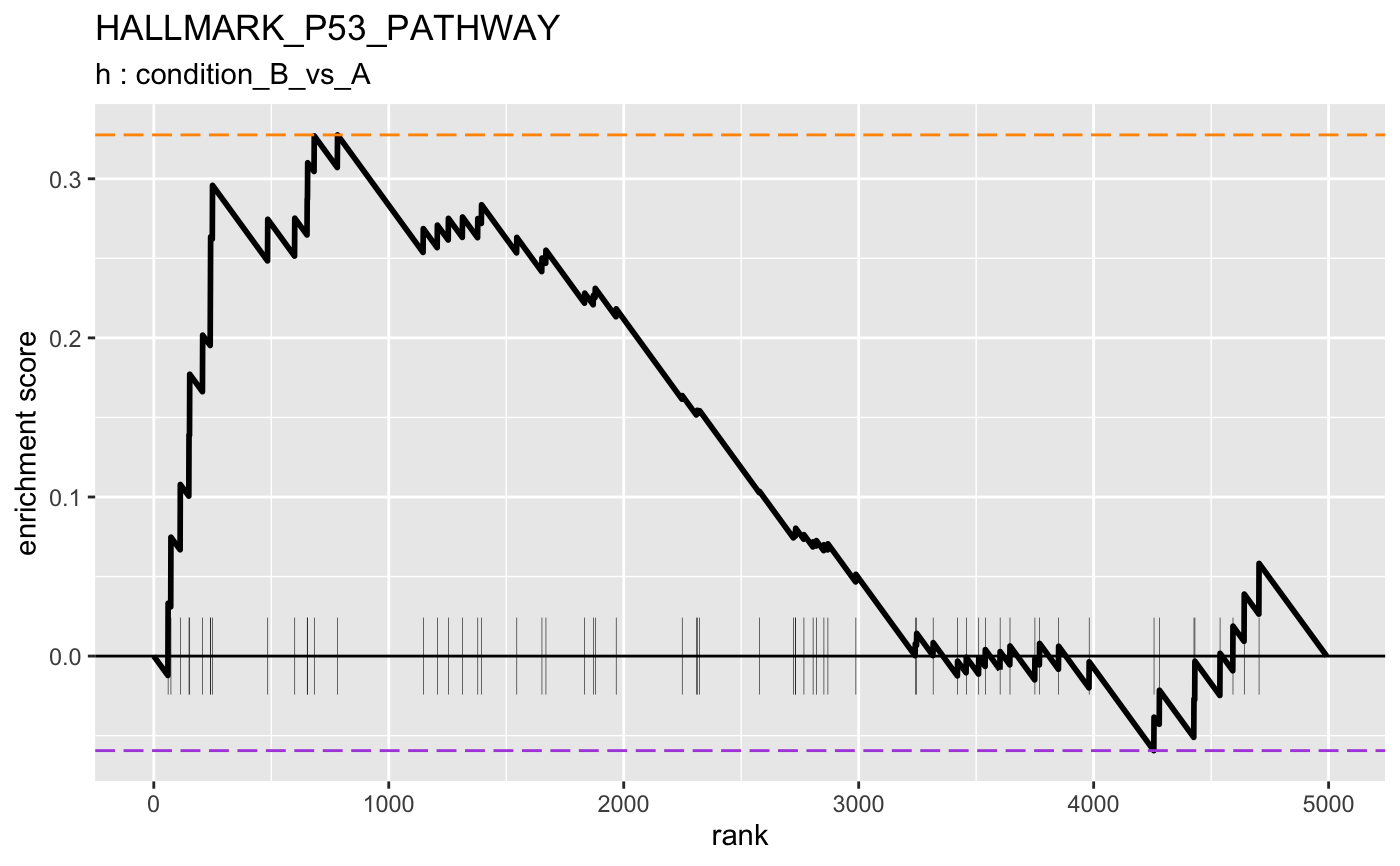 HALLMARK_P53_PATHWAY
h : condition_B_vs_A
enrichment score
0.3
0.2
0.1
0.0
0 1000 2000 3000 4000 5000
rank